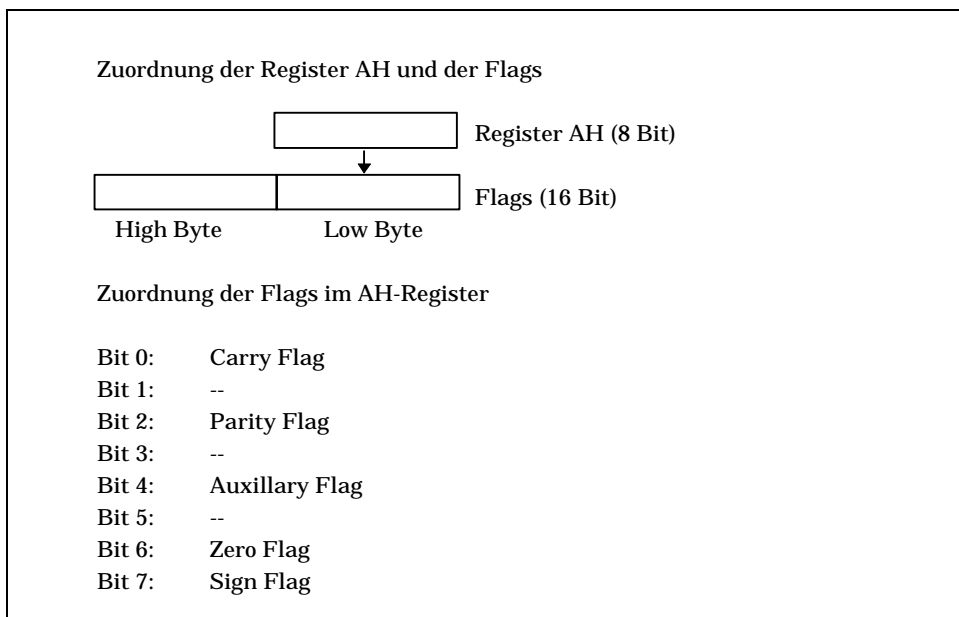 Zuordnung der Register AH und der Flags
Register AH (8 Bit)
Flags (16 Bit)
High Byte Low Byte
Zuordnung der Flags im AH-Register
Bit 0: Carry Flag
Bit 1: --
Bit 2: Parity Flag
Bit 3: --
Bit 4: Auxillary Flag
Bit 5: --
Bit 6: Zero Flag
Bit 7: Sign Flag